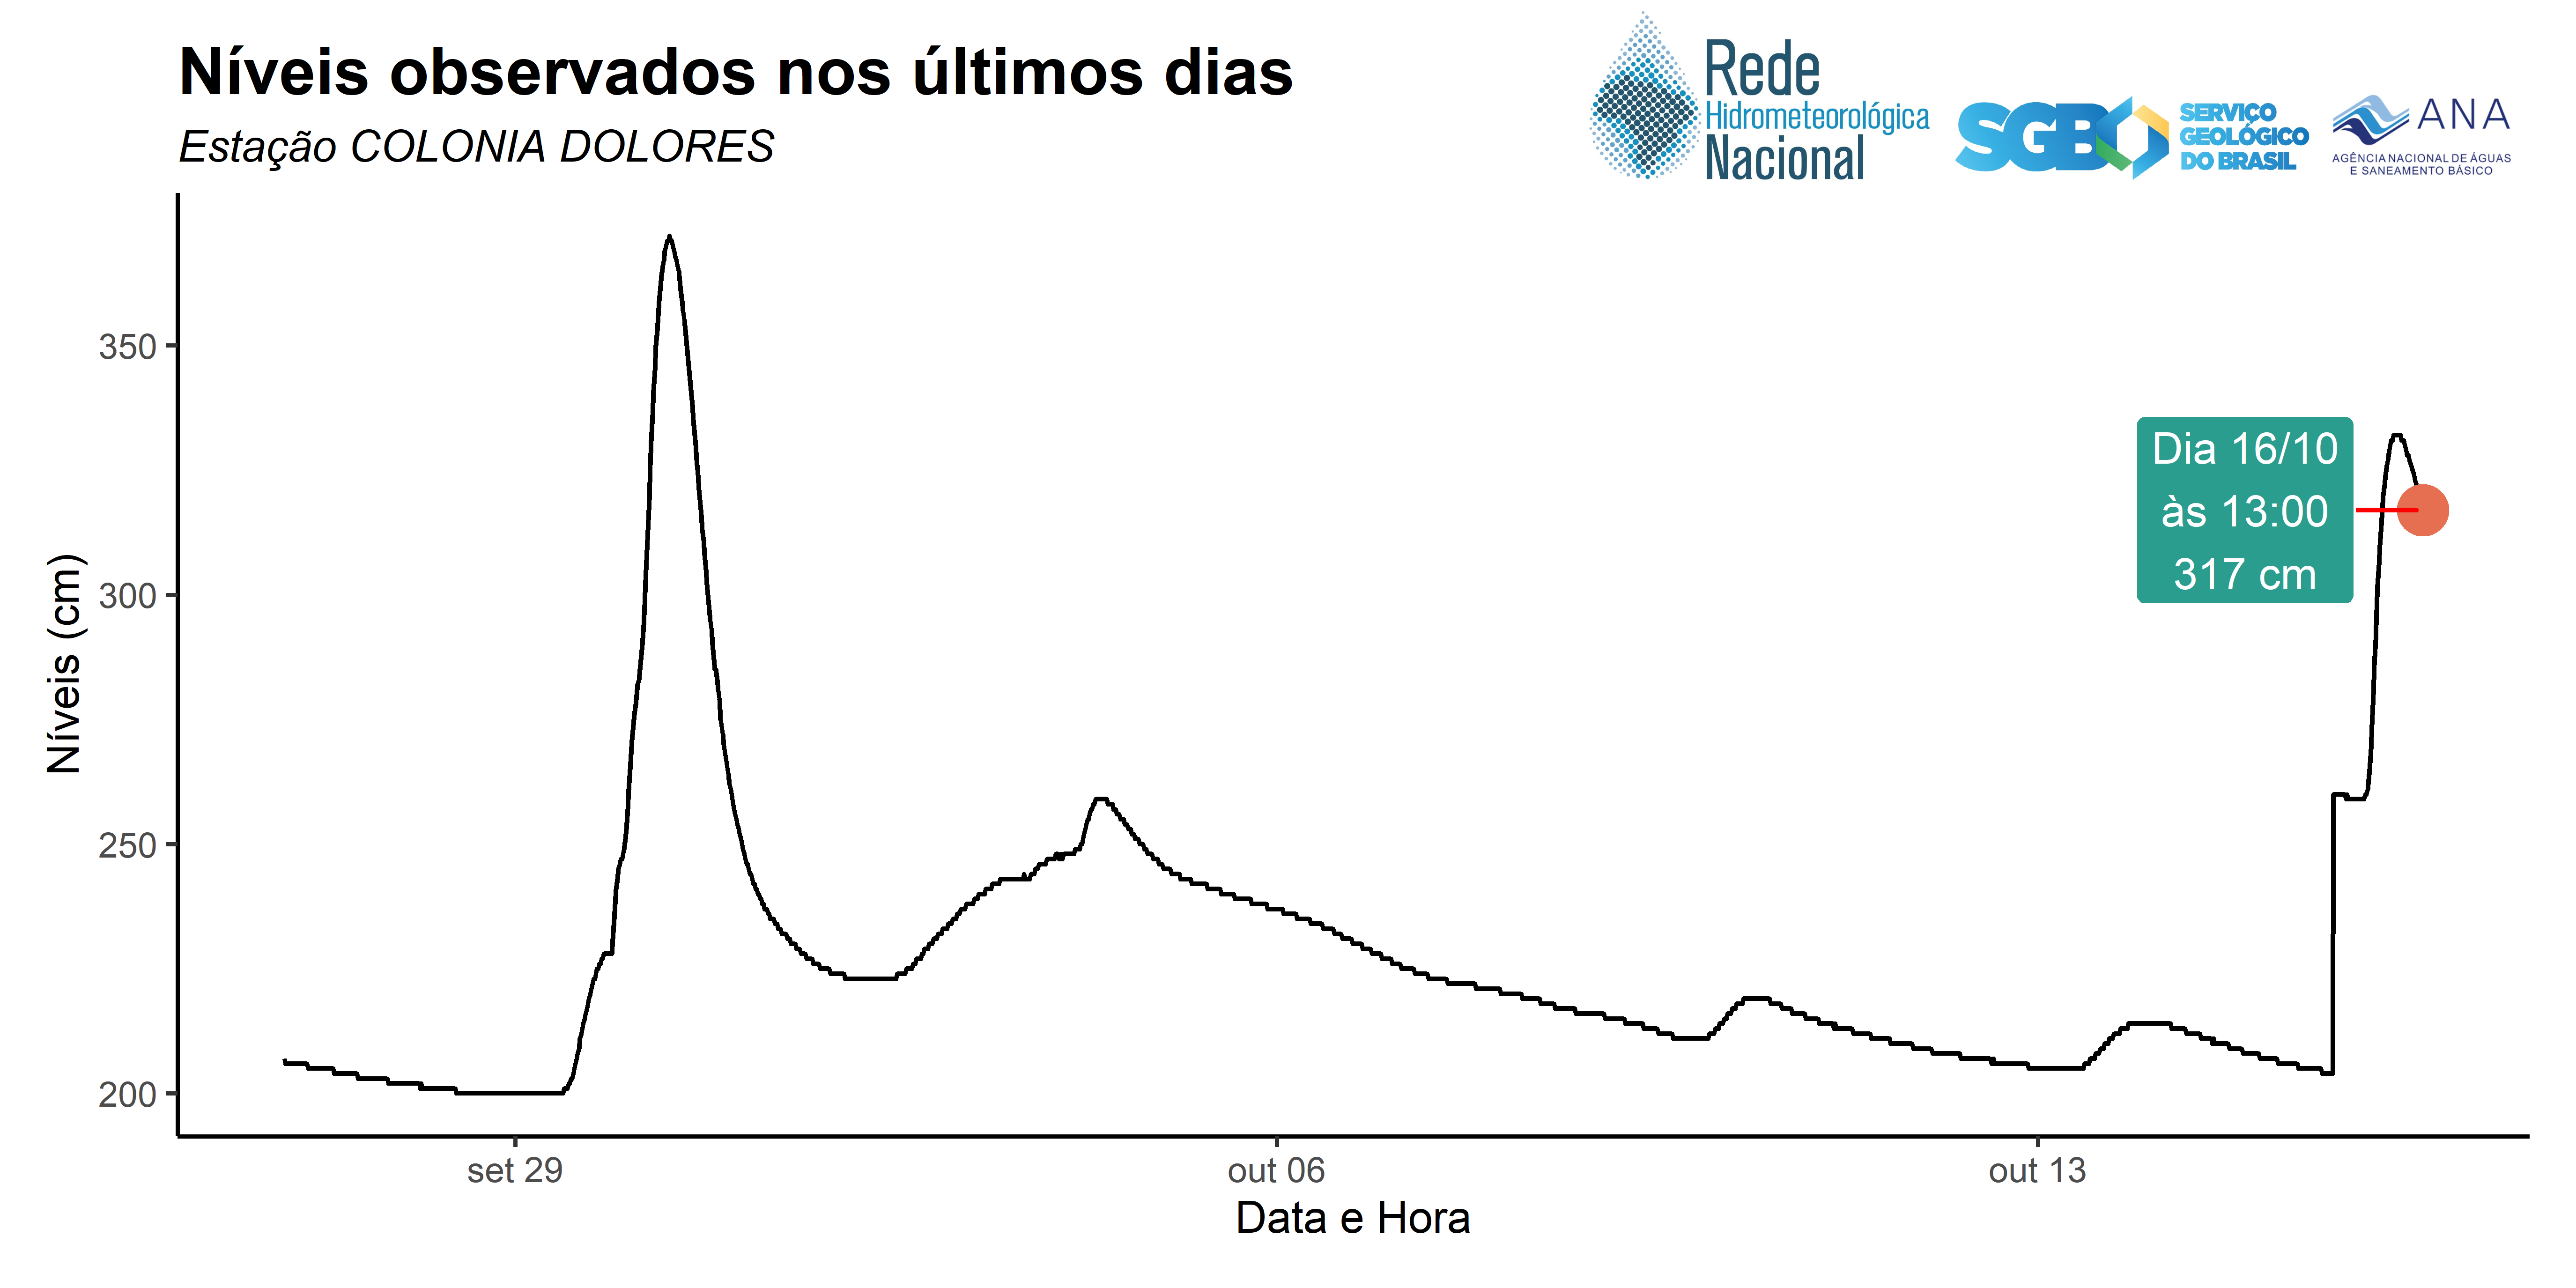 Níveis observados nos últimos dias
Estação COLONIA DOLORES
Rede
Hidrometeorológica
Nacional
SGB
SERVIÇO
GEOLÓGICO
DO BRASIL
ANA
AGÊNCIA NACIONAL DE ÁGUAS
E SANEAMENTO BÁSICO
Níveis (cm)
350
300
250
200
Dia 16/10
às 13:00
317 cm
set 29
out 06
out 13
Data e Hora